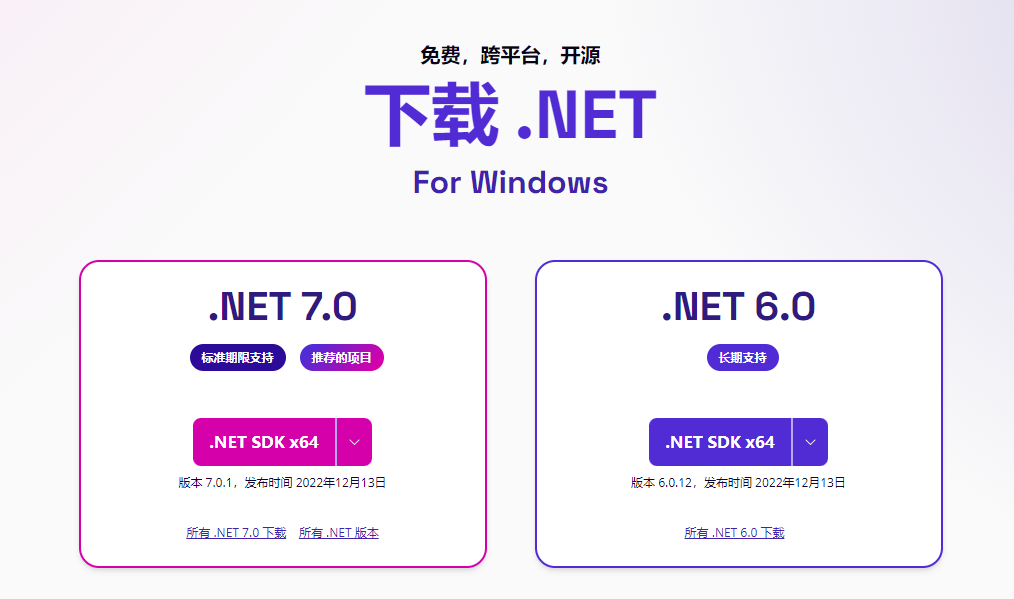 免费，跨平台，开源
下载 .NET
For Windows
.NET 7.0
标准期限支持 推荐的项目
.NET SDK x64
版本 7.0.1，发布时间 2022年12月13日
所有 .NET 7.0 下载 所有 .NET 版本
.NET 6.0
长期支持
.NET SDK x64
版本 6.0.12，发布时间 2022年12月13日
所有 .NET 6.0 下载